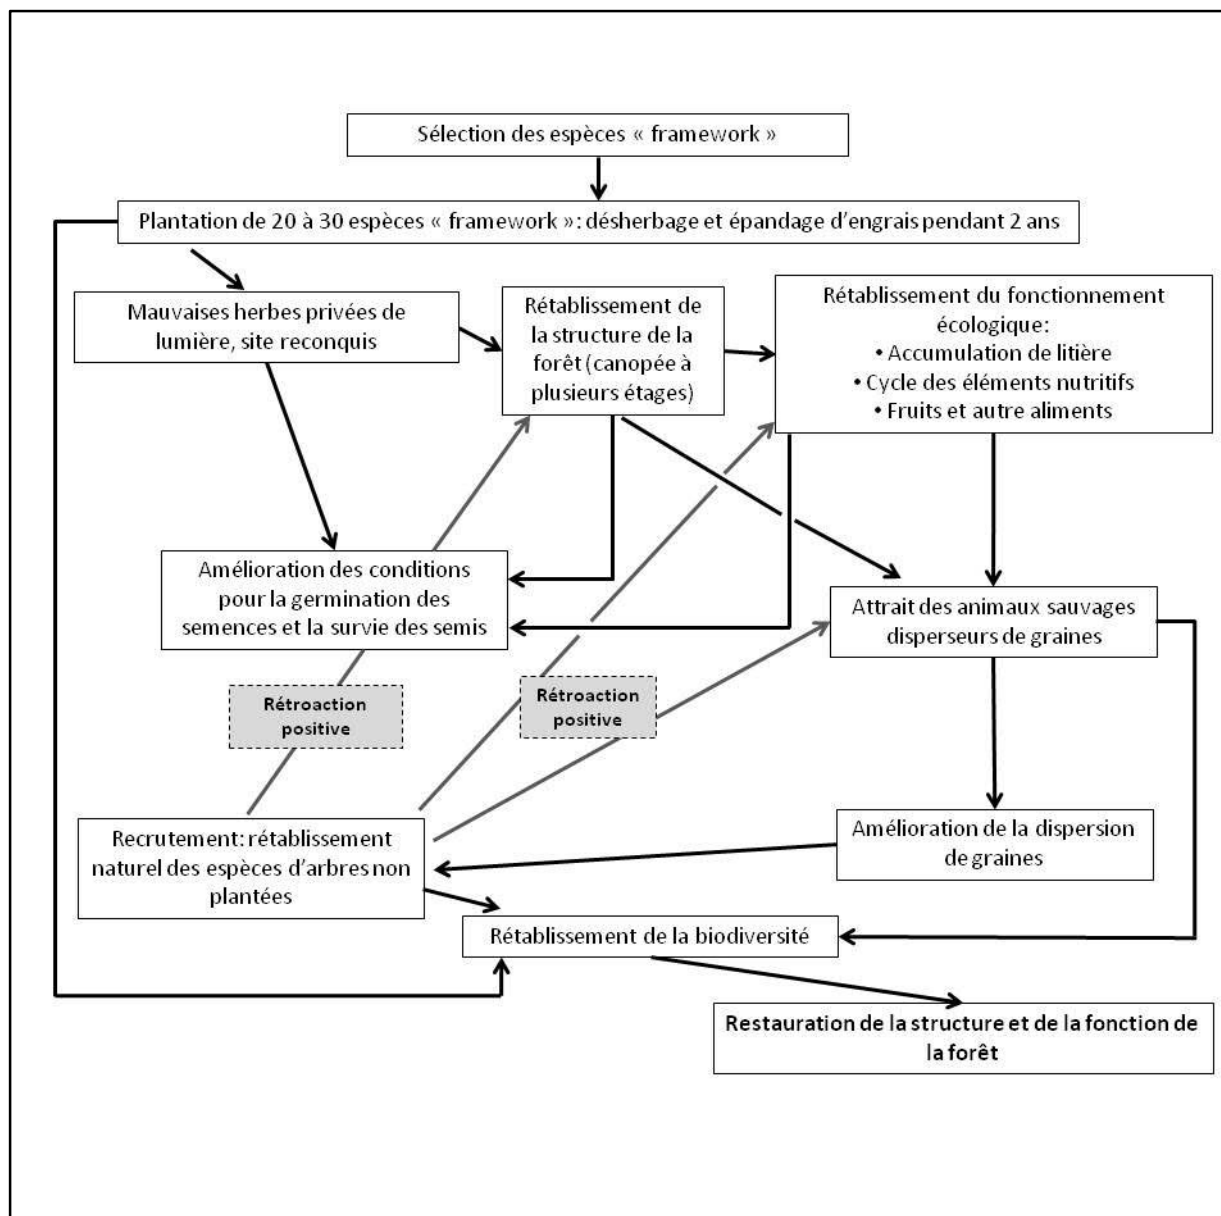 Sélection des espèces « framework »
Plantation de 20 à 30 espèces « framework »: désherbage et épandage d'engrais pendant 2 ans
Mauvaises herbes privées de
lumière, site reconquis
Rétablissement de
la structure de la
forêt (canopée à
plusieurs étages)
Rétablissement du fonctionnement
écologique:
• Accumulation de litière
• Cycle des éléments nutritifs
• Fruits et autre aliments
Amélioration des conditions
pour la germination des
semences et la survie des semis
Attrait des animaux sauvages
disperseurs de graines
Rétroaction
positive
Rétroaction
positive
Recrutement: rétablissement
naturel des espèces d'arbres non
plantées
Amélioration de la dispersion
de graines
Rétablissement de la biodiversité
Restauration de la structure et de la fonction de
la forêt